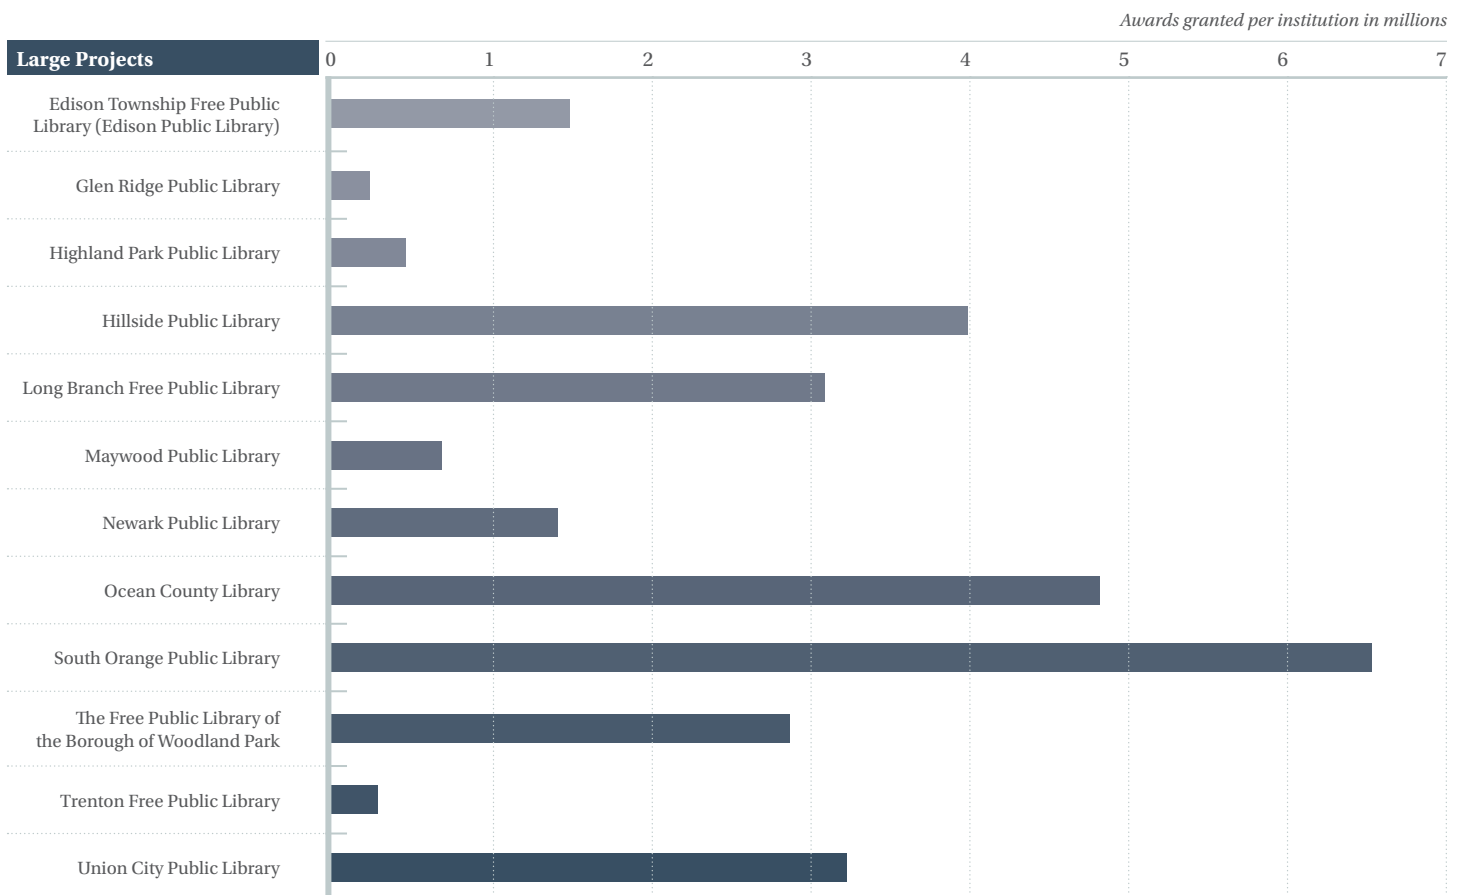 Awards granted per institution in millions
Large Projects 0 1 2 3 4 5 6 7
Edison Township Free Public
Library (Edison Public Library)
Glen Ridge Public Library
Highland Park Public Library
Hillside Public Library
Long Branch Free Public Library
Maywood Public Library
Newark Public Library
Ocean County Library
South Orange Public Library
The Free Public Library of
the Borough of Woodland Park
Trenton Free Public Library
Union City Public Library